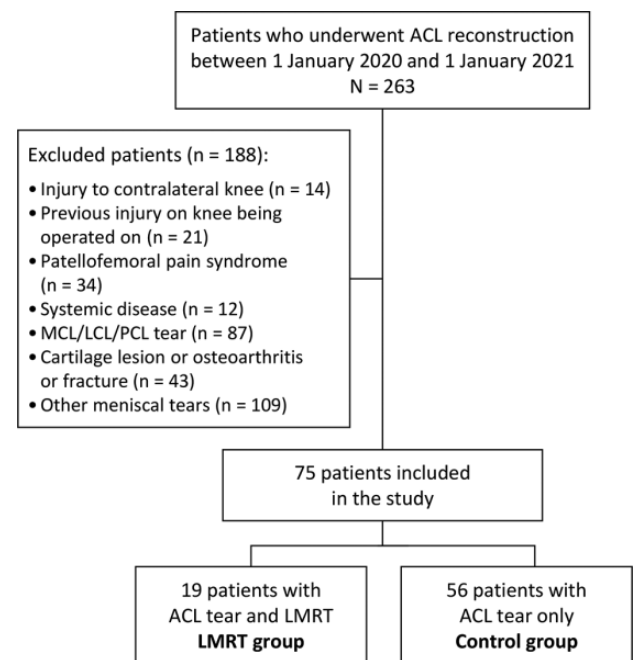 Patients who underwent ACL reconstruction
between 1 January 2020 and 1 January 2021
N = 263
Excluded patients (n = 188):
• Injury to contralateral knee (n = 14)
• Previous injury on knee being
operated on (n = 21)
• Patellofemoral pain syndrome
(n = 34)
• Systemic disease (n = 12)
• MCL/LCL/PCL tear (n = 87)
• Cartilage lesion or osteoarthritis
or fracture (n = 43)
• Other meniscal tears (n = 109)
75 patients included
in the study
19 patients with
ACL tear and LMRT
LMRT group
56 patients with
ACL tear only
Control group